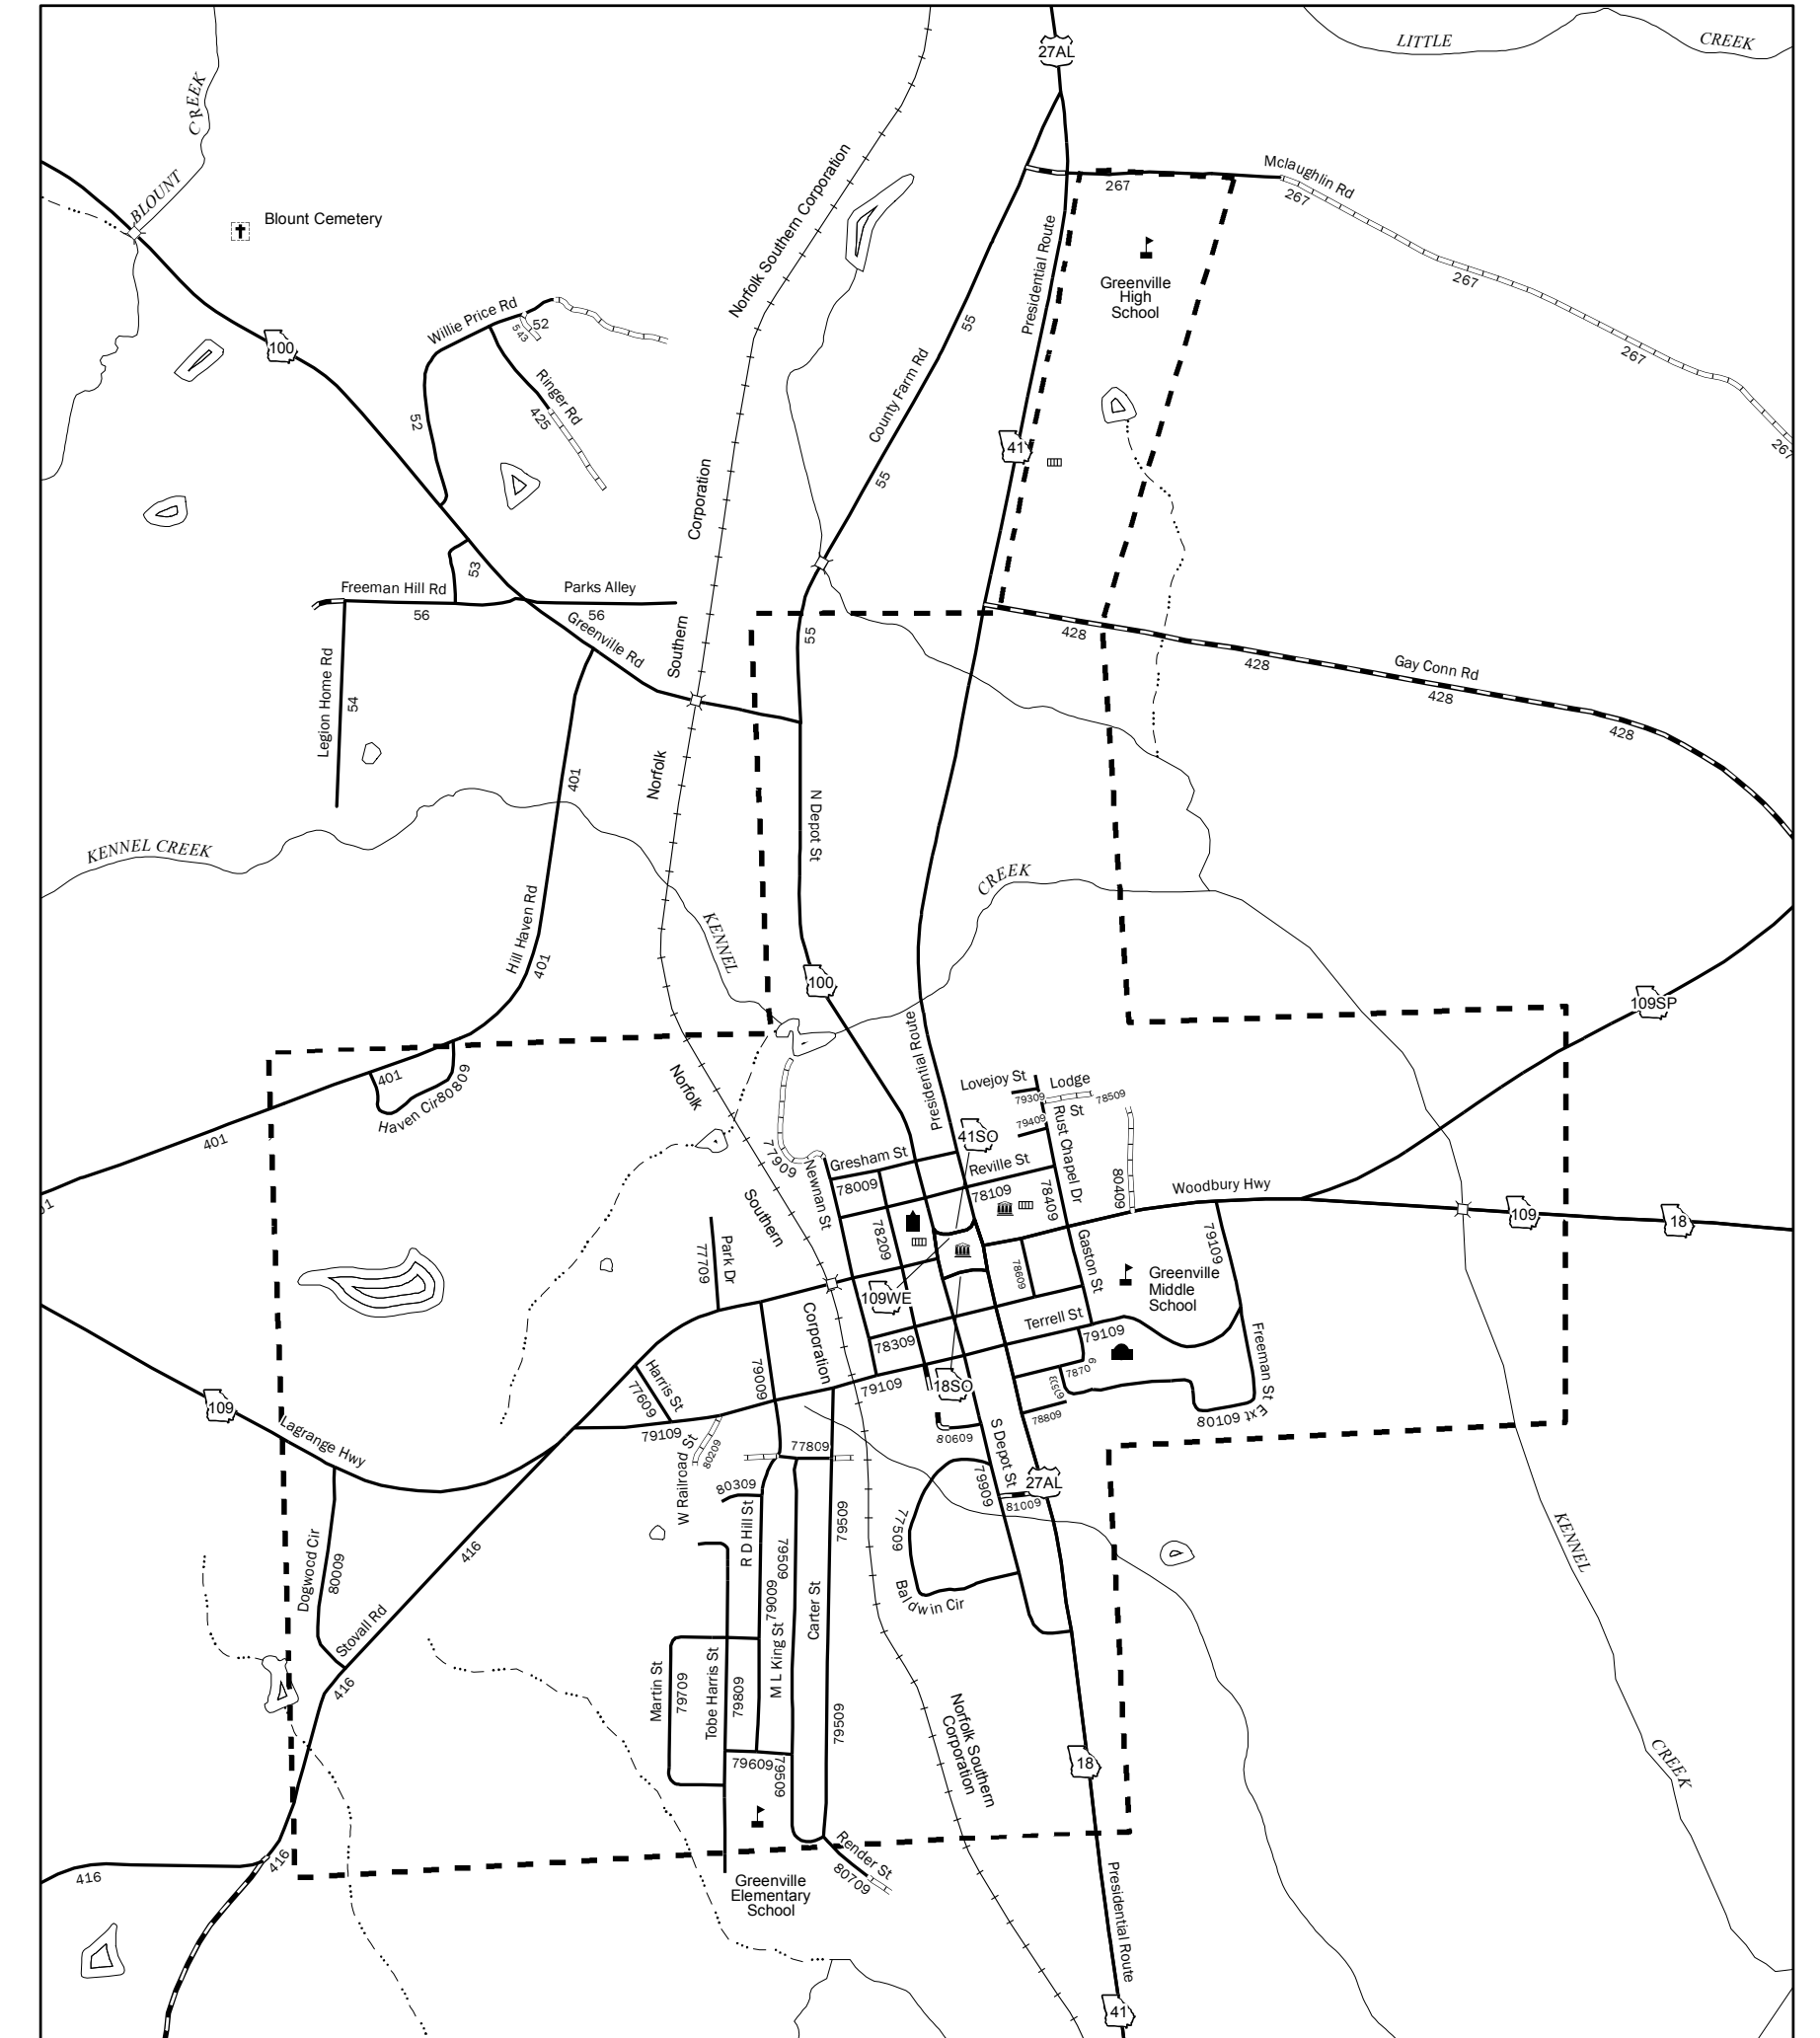 27AL
LITTLE
CREEK
CREEK
BLOUNT
Blount Cemetery
Norfolk Southern Corporation
Mclaughlin Rd
267
267
267
267
267
Presidential Route
Greenville
High
School
Willie Price Rd
52
543
100
55
County Farm Rd
Ringer Rd
425
52
41
55
Corporation
53
Freeman Hill Rd
Parks Alley
56
56
Greenville Rd
Southern
55
428
428
Gay Conn Rd
428
428
Legion Home Rd
54
Norfolk
401
N Depot St
KENNEL CREEK
CREEK
Hill Haven Rd
401
KENNEL
100
109SP
Presidential Route
401
Haven Cir
80809
401
Norfolk
Lovejoy St
Lodge
St
79309
78509
79409
41SO
Rust Chapel Dr
77909
Newnan St
Gresham St
Reville St
78009
78109
78409
80409
Woodbury Hwy
109
18
Southern
78209
79109
Park Dr
77709
Gaston St
78609
Greenville
Middle
School
109WE
Corporation
Terrell St
79109
78309
Freeman St
Ext
80109
109
Lagrange Hwy
Harris St
77609
79009
79109
18SO
78709
78809
79109
80209
W Railroad St
77809
80609
S Depot St
79909
27AL
81009
80309
R D Hill St
79509
79509
77509
Baldwin Cir
KENNEL
416
Dogwood Cir
80009
Stovall Rd
416
79009
Carter St
M L King St
Martin St
79709
Tobe Harris St
79809
79509
79609
79509
Norfolk Southern
Corporation
18
CREEK
416
416
Render St
80709
Greenville
Elementary
School
Presidential Route
41